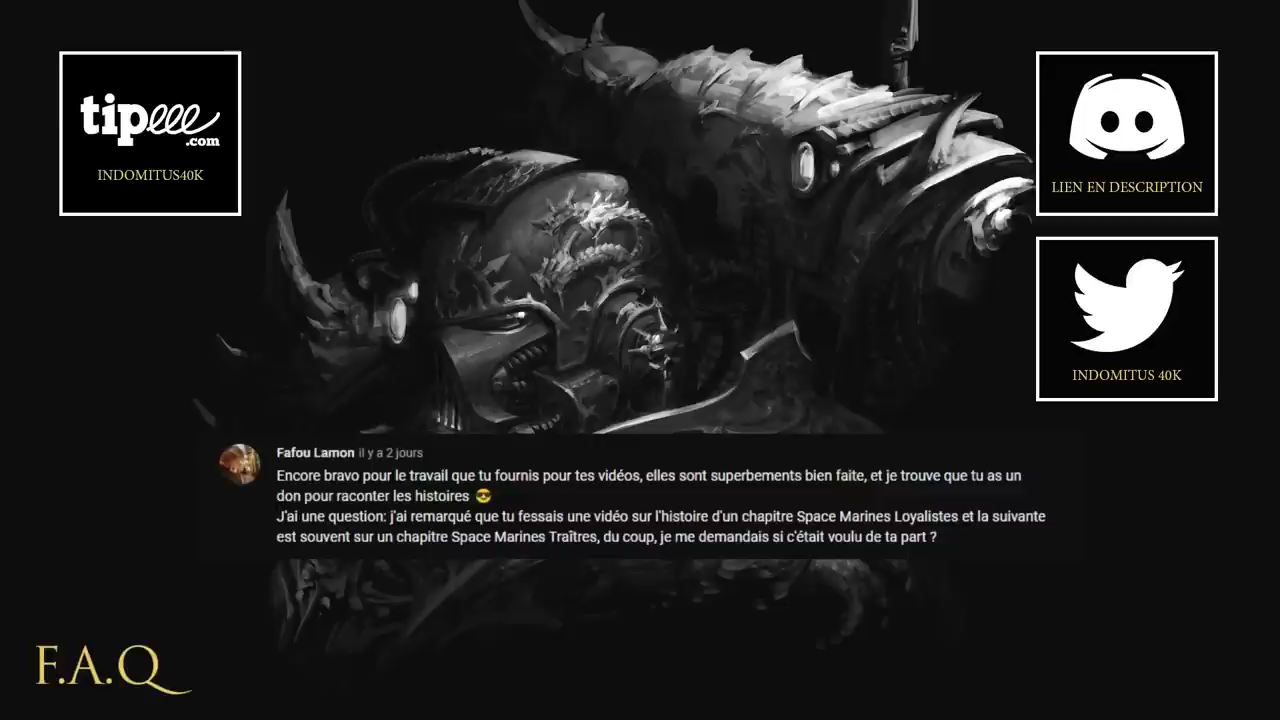 tipeee
.com
INDOMITUS40K
LIEN EN DESCRIPTION
INDOMITUS 40K
Fafou Lamon il y a 2 jours
Encore bravo pour le travail que tu fournis pour tes vidéos, elles sont superbements bien faite, et je trouve que tu as un
don pour raconter les histoires 😎
J'ai une question: j'ai remarqué que tu fessais une vidéo sur l'histoire d'un chapitre Space Marines Loyalistes et la suivante
est souvent sur un chapitre Space Marines Traîtres, du coup, je me demandais si c'était voulu de ta part ?
F.A.Q